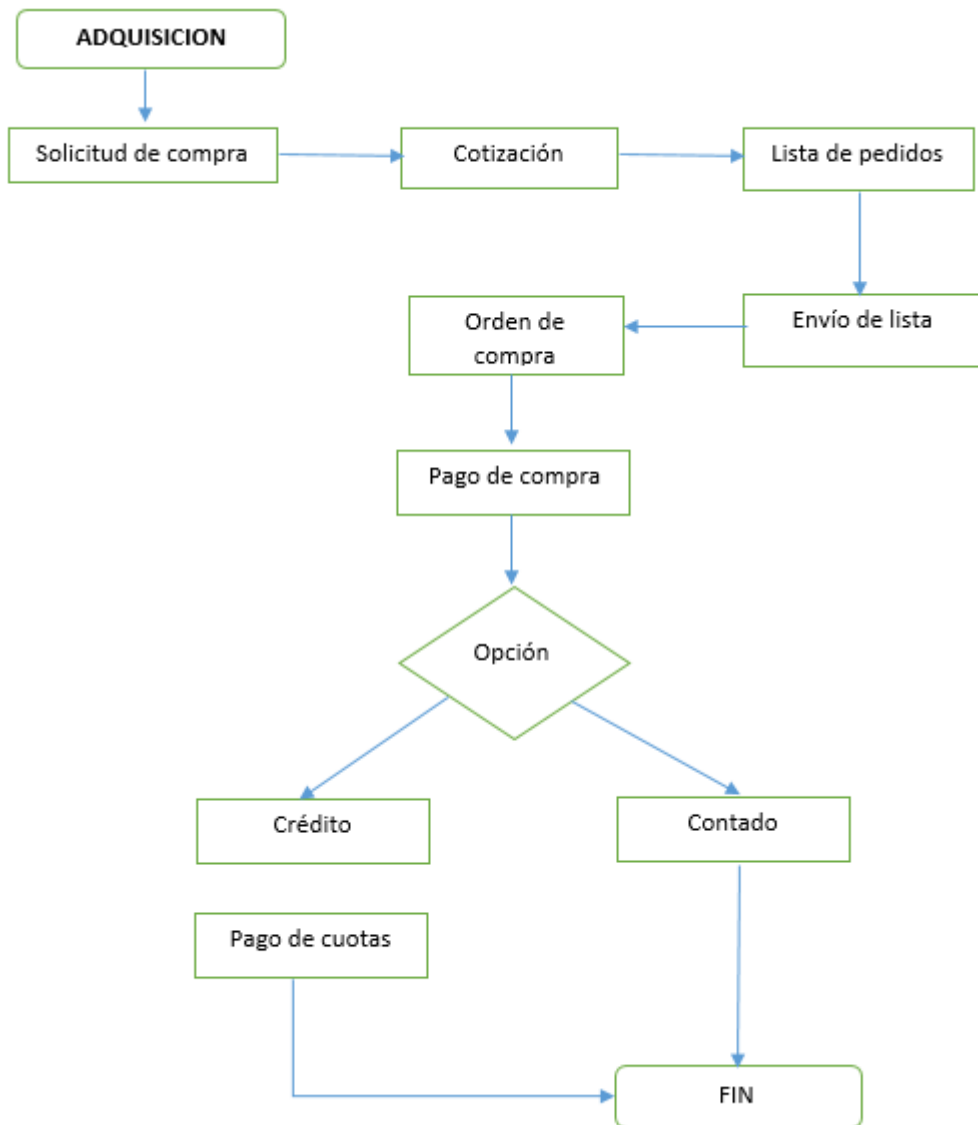 ADQUISICION
Solicitud de compra
Cotización
Lista de pedidos
Envío de lista
Orden de
compra
Pago de compra
Opción
Crédito
Contado
Pago de cuotas
FIN